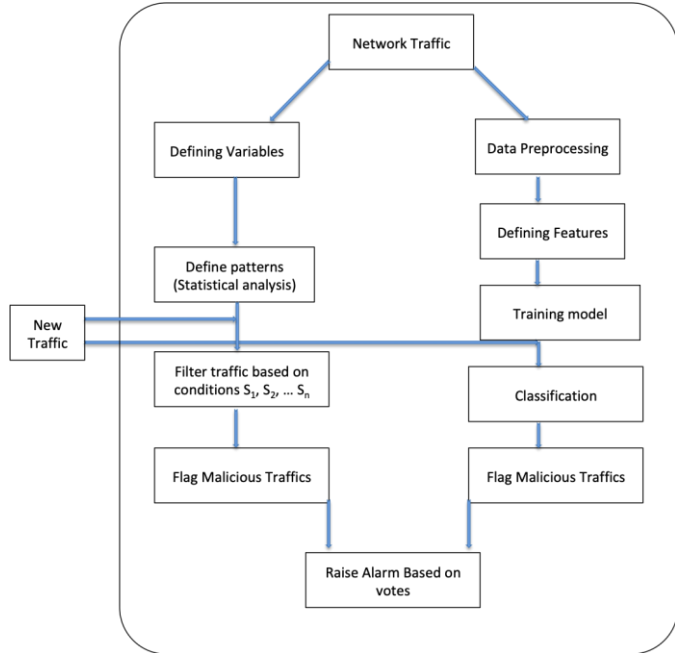 Network Traffic
Defining Variables
Data Preprocessing
Defining Features
Define patterns
(Statistical analysis)
New
Traffic
Training model
Filter traffic based on
conditions S₁, S₂, ... Sₙ
Classification
Flag Malicious Traffics
Flag Malicious Traffics
Raise Alarm Based on
votes